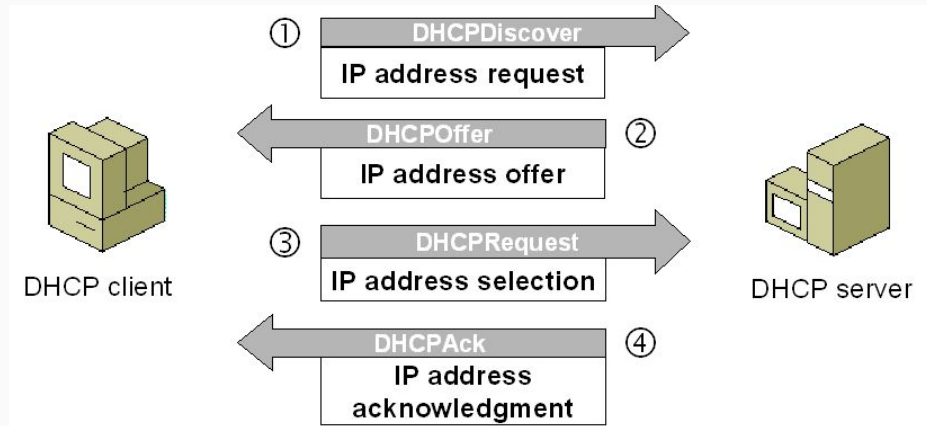 ① DHCPDiscover
IP address request
DHCPOffer ②
IP address offer
③ DHCPRequest
IP address selection
DHCP client
DHCP server
DHCPAck ④
IP address
acknowledgment